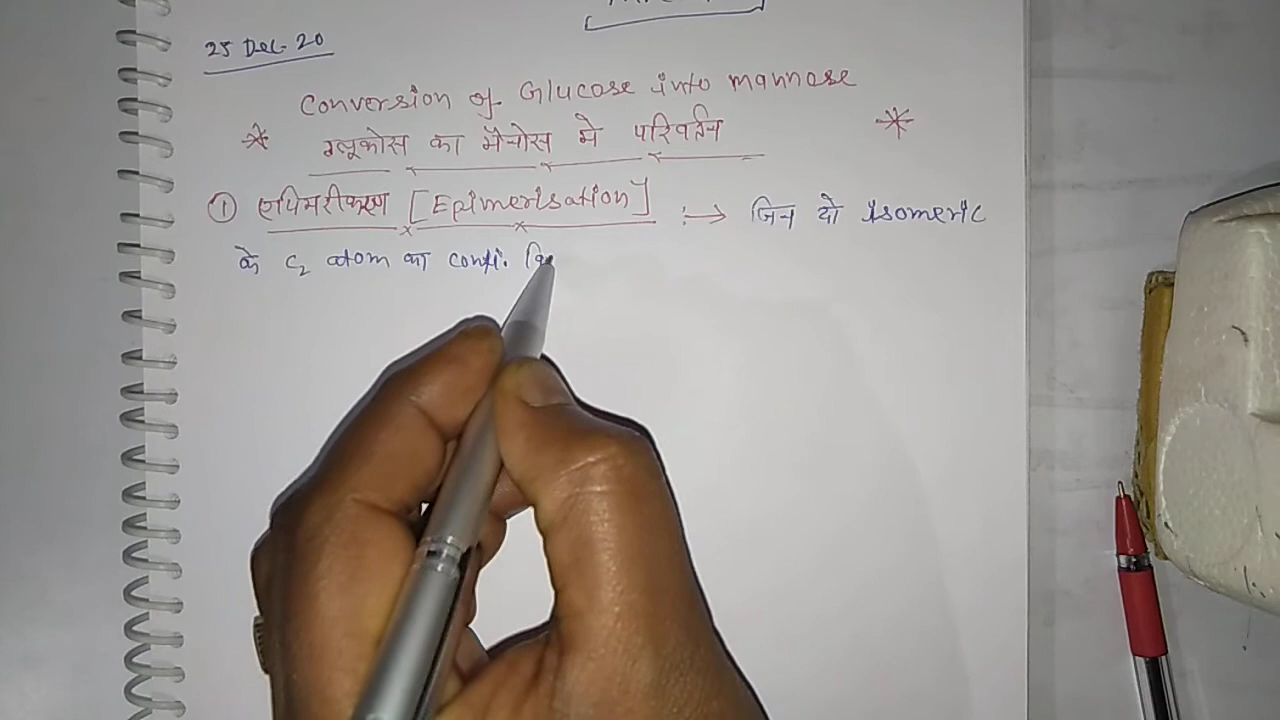 25 Dec-20
Conversion of Glucose into mannose
* ग्लूकोस का मैनोस मे परिवर्तन *
① एपिमरीकरण [Epimerisation] :→ जिन दो isomeric
के C₂ atom का confi. वि